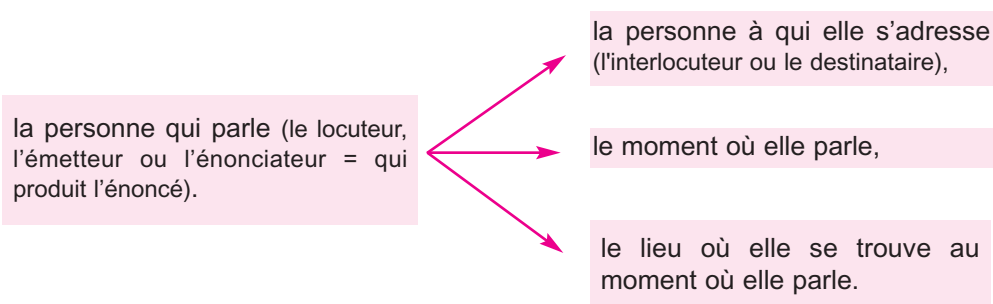 la personne qui parle (le locuteur,
l’émetteur ou l’énonciateur = qui
produit l’énoncé).
la personne à qui elle s’adresse
(l'interlocuteur ou le destinataire),
le moment où elle parle,
le lieu où elle se trouve au
moment où elle parle.